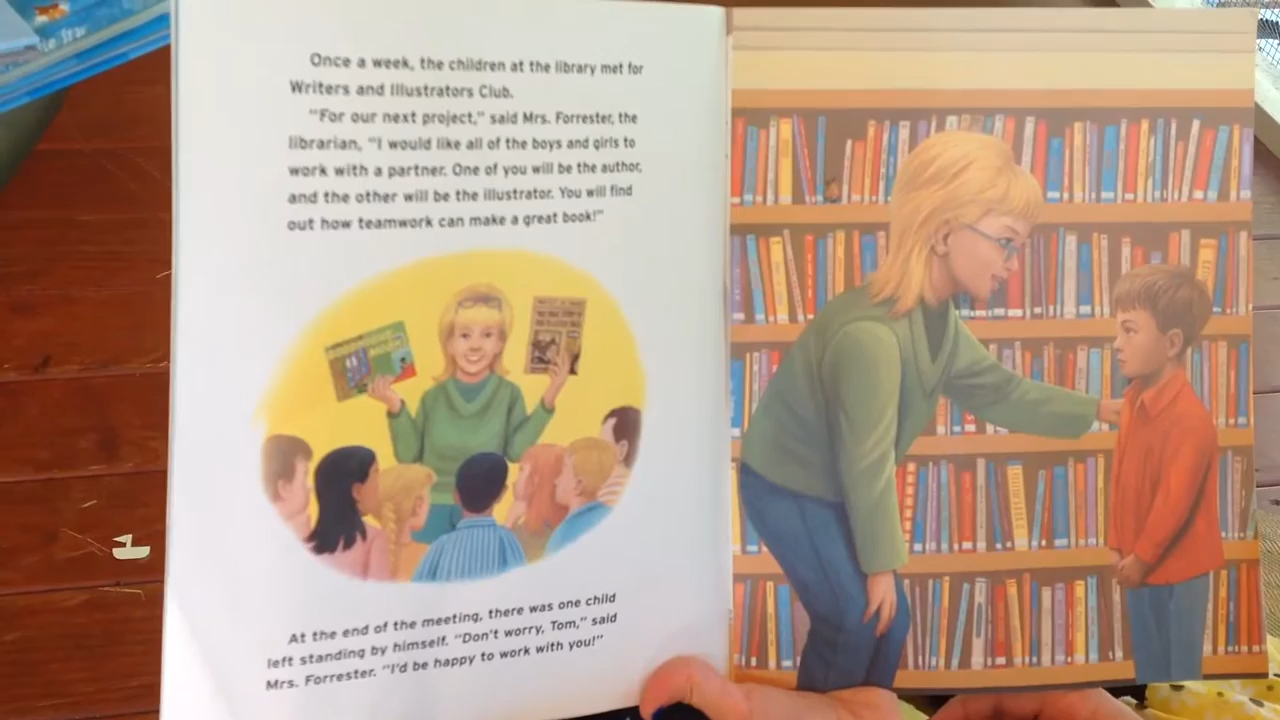 Once a week, the children at the library met for
Writers and Illustrators Club.
"For our next project," said Mrs. Forrester, the
librarian, "I would like all of the boys and girls to
work with a partner. One of you will be the author,
and the other will be the illustrator. You will find
out how teamwork can make a great book!"
At the end of the meeting, there was one child
left standing by himself. "Don't worry, Tom," said
Mrs. Forrester. "I'd be happy to work with you!"